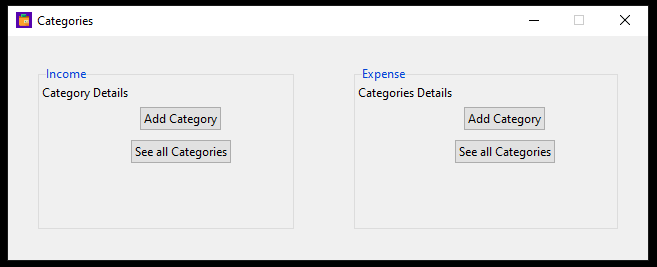 Categories
Income
Category Details
Add Category
See all Categories
Expense
Categories Details
Add Category
See all Categories